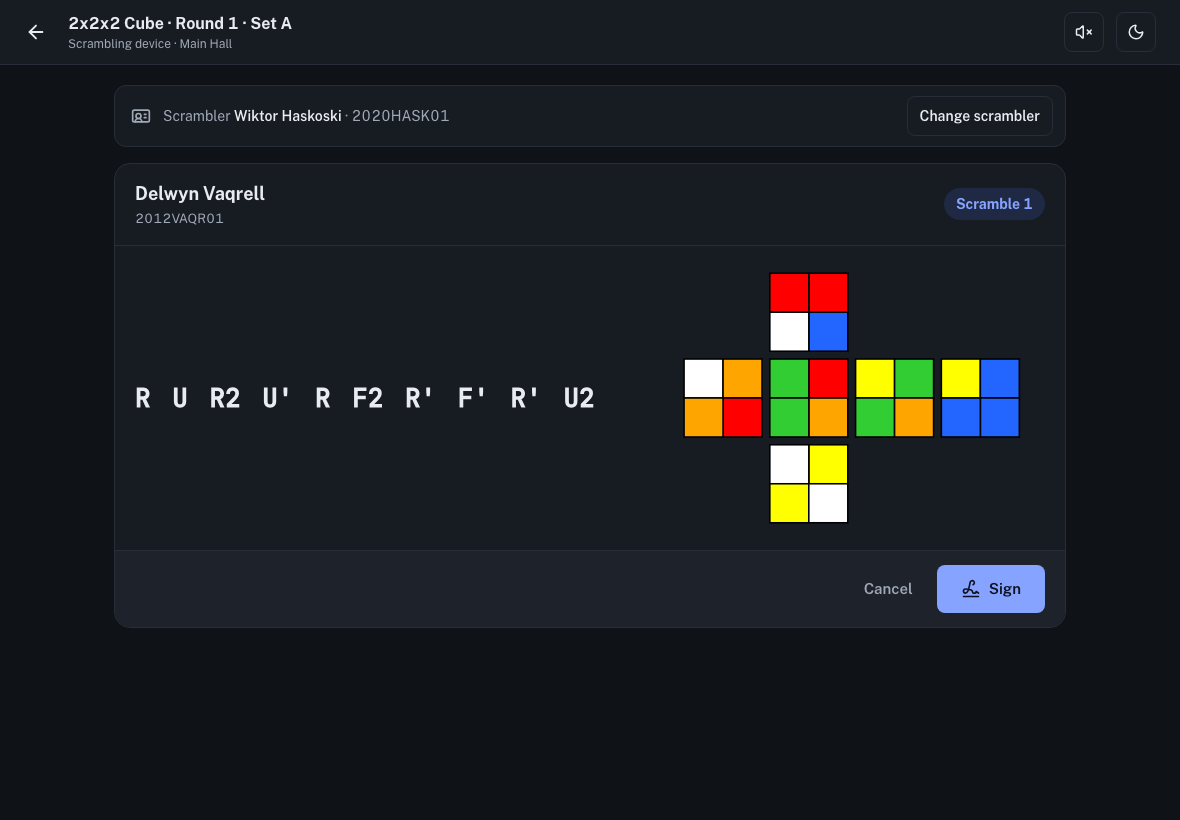 2x2x2 Cube · Round 1 · Set A
Scrambling device · Main Hall
Scrambler Wiktor Haskoski · 2020HASK01
Change scrambler
Delwyn Vaqrell
2012VAQR01
Scramble 1
R U R2 U' R F2 R' F' R' U2
Cancel
Sign